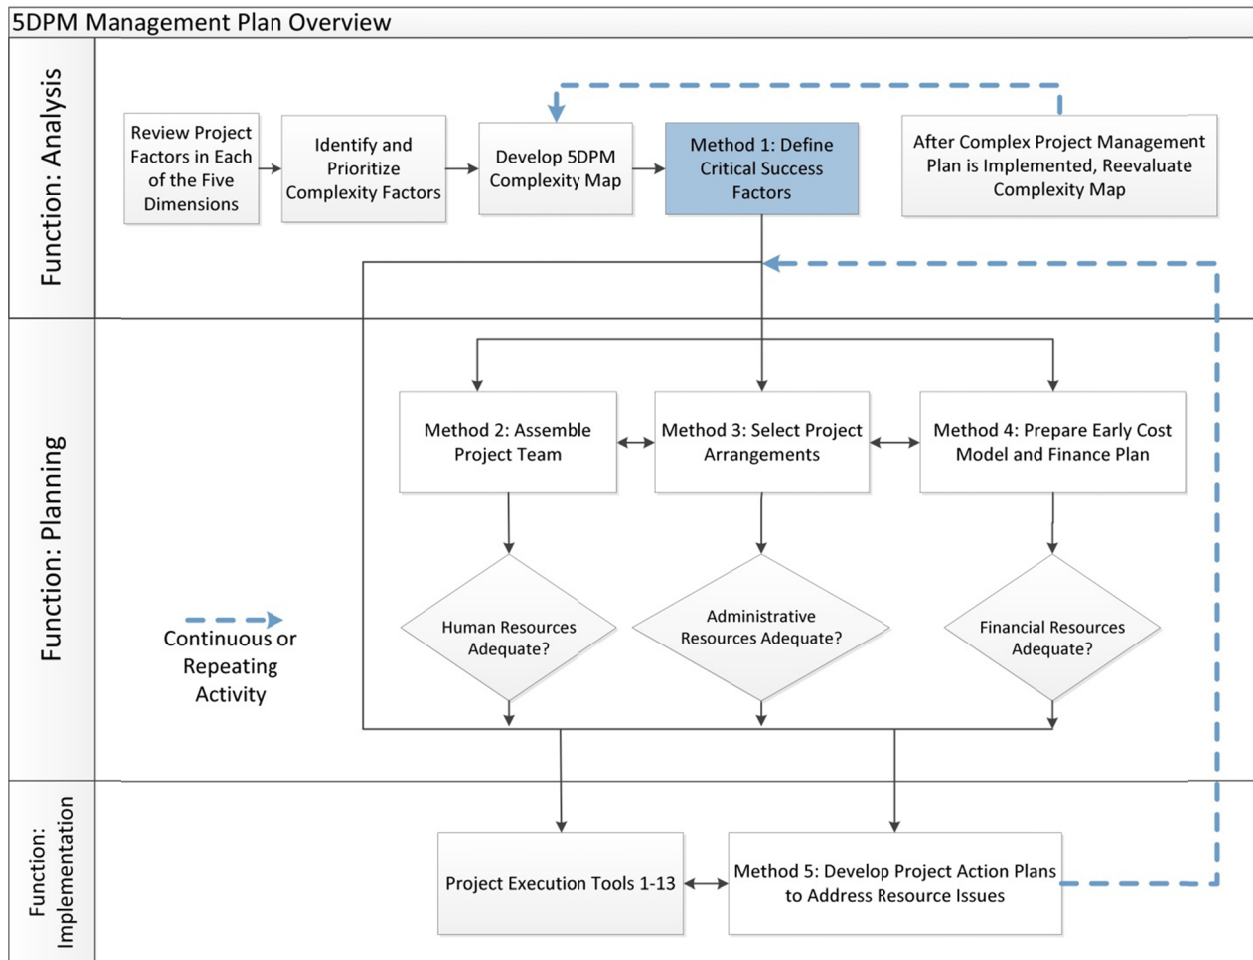 5DPM Management Plan Overview
Function: Analysis
Review Project
Factors in Each
of the Five
Dimensions
Identify and
Prioritize
Complexity Factors
Develop 5DPM
Complexity Map
Method 1: Define
Critical Success
Factors
After Complex Project Management
Plan is Implemented, Reevaluate
Complexity Map
Function: Planning
Method 2: Assemble
Project Team
Method 3: Select Project
Arrangements
Method 4: Prepare Early Cost
Model and Finance Plan
Human Resources
Adequate?
Administrative
Resources Adequate?
Financial Resources
Adequate?
Continuous or
Repeating
Activity
Function:
Implementation
Project Execution Tools 1-13
Method 5: Develop Project Action Plans
to Address Resource Issues